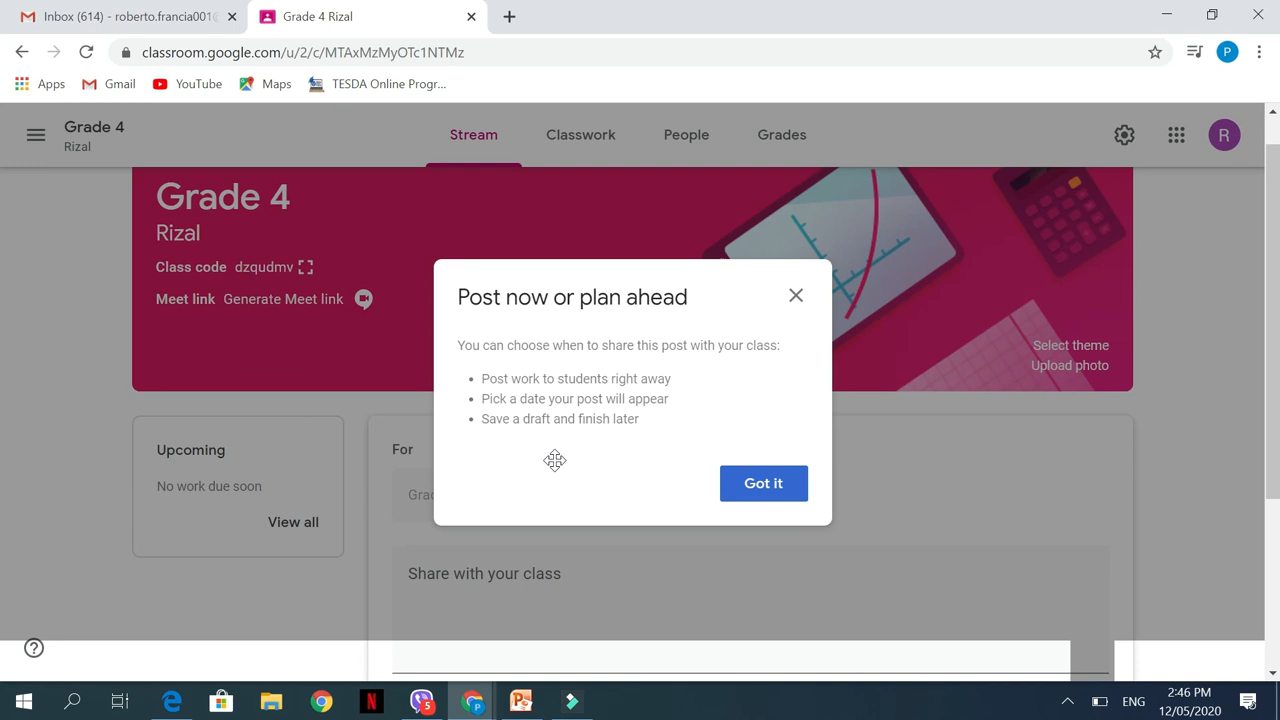 Inbox (614) - roberto.francia001@
Grade 4 Rizal
classroom.google.com/u/2/c/MTAxMzMyOTc1NTMz
P
Apps
Gmail
YouTube
Maps
TESDA Online Progr...
Grade 4
Rizal
Stream
Classwork
People
Grades
R
Grade 4
Rizal
Class code dzqudmv
Meet link Generate Meet link
Select theme
Upload photo
Post now or plan ahead
You can choose when to share this post with your class:
• Post work to students right away
• Pick a date your post will appear
• Save a draft and finish later
Got it
Upcoming
No work due soon
View all
For
Grad
Share with your class
5
P
ENG
2:46 PM
12/05/2020